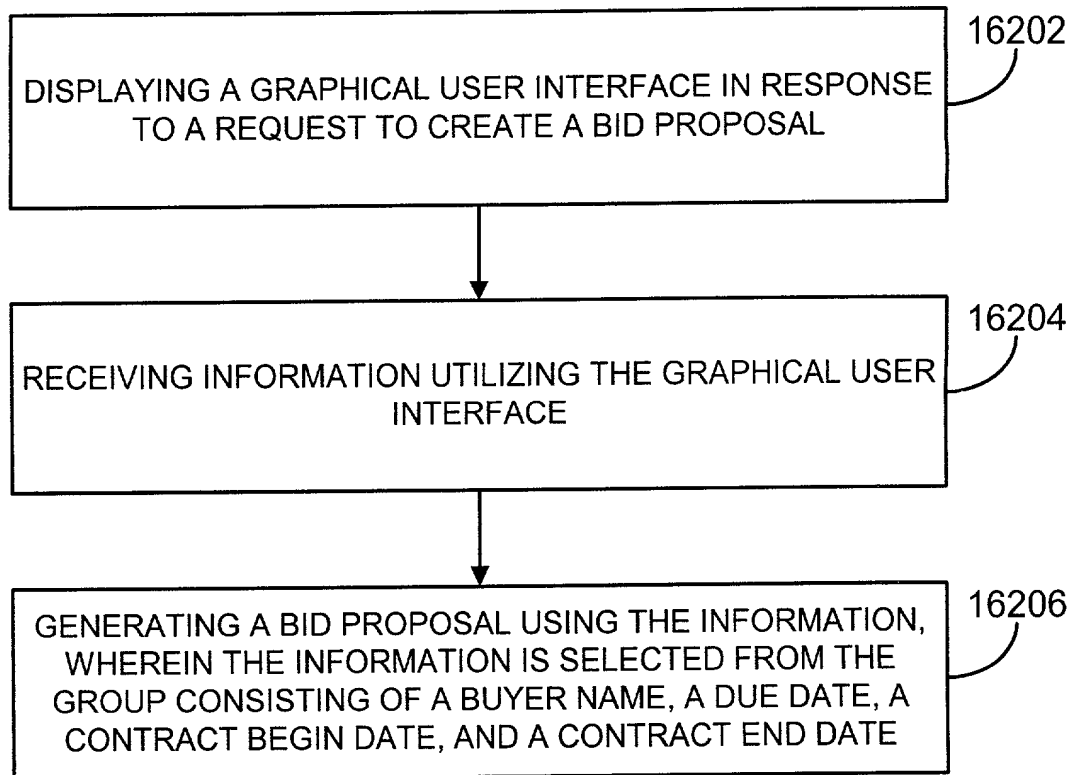 16202
DISPLAYING A GRAPHICAL USER INTERFACE IN RESPONSE
TO A REQUEST TO CREATE A BID PROPOSAL
16204
RECEIVING INFORMATION UTILIZING THE GRAPHICAL USER
INTERFACE
16206
GENERATING A BID PROPOSAL USING THE INFORMATION,
WHEREIN THE INFORMATION IS SELECTED FROM THE
GROUP CONSISTING OF A BUYER NAME, A DUE DATE, A
CONTRACT BEGIN DATE, AND A CONTRACT END DATE